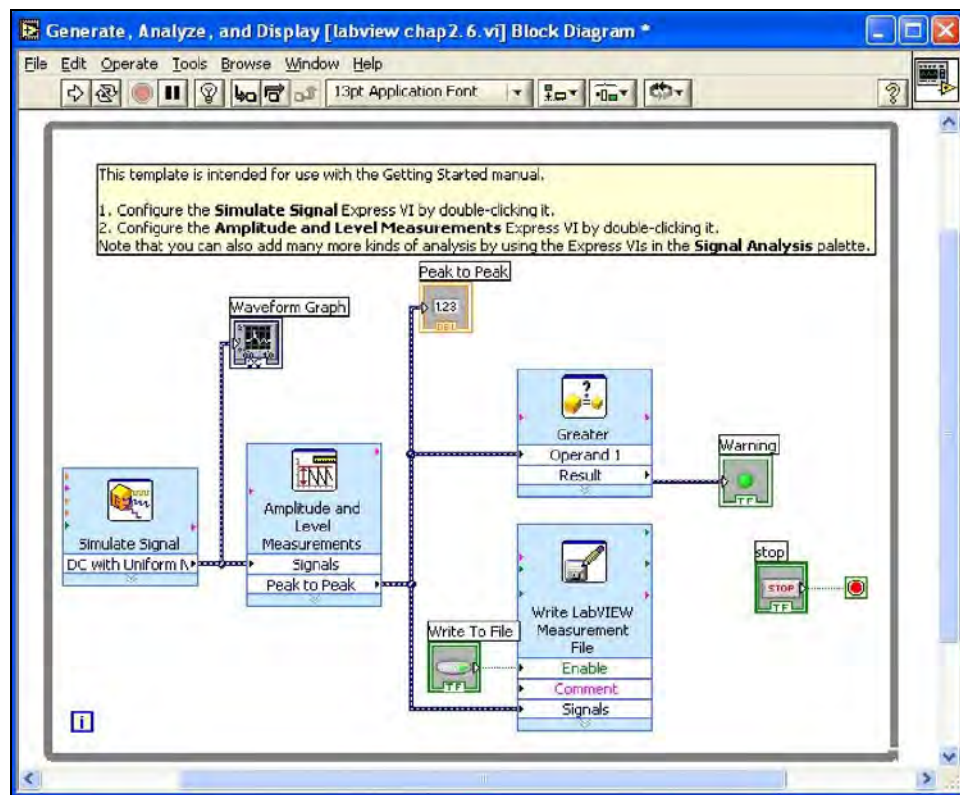 Generate, Analyze, and Display [labview chap2.6.vi] Block Diagram *
File Edit Operate Tools Browse Window Help
13pt Application Font
This template is intended for use with the Getting Started manual.
1. Configure the Simulate Signal Express VI by double-clicking it.
2. Configure the Amplitude and Level Measurements Express VI by double-clicking it.
Note that you can also add many more kinds of analysis by using the Express VIs in the Signal Analysis palette.
Peak to Peak
1.23
DBL
Waveform Graph
Greater
Operand 1
Result
Warning
TF
Amplitude and
Level
Measurements
Signals
Peak to Peak
Simulate Signal
DC with Uniform N
Write LabVIEW
Measurement
File
Enable
Comment
Signals
Write To File
TF
stop
STOP
TF
i